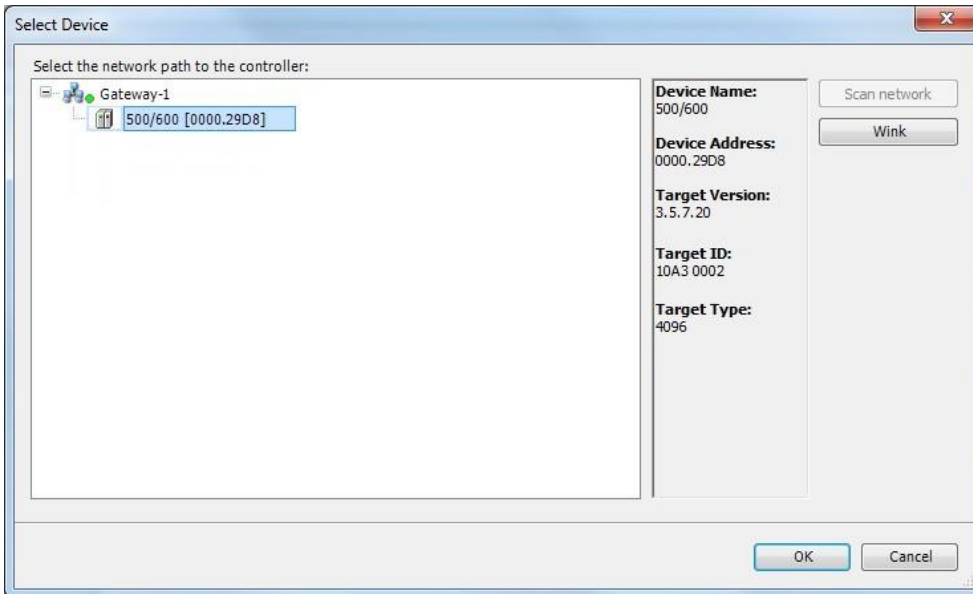 Select Device
Select the network path to the controller:
Gateway-1
500/600 [0000.29D8]
Device Name:
500/600
Device Address:
0000.29D8
Target Version:
3.5.7.20
Target ID:
10A3 0002
Target Type:
4096
Scan network
Wink
OK
Cancel